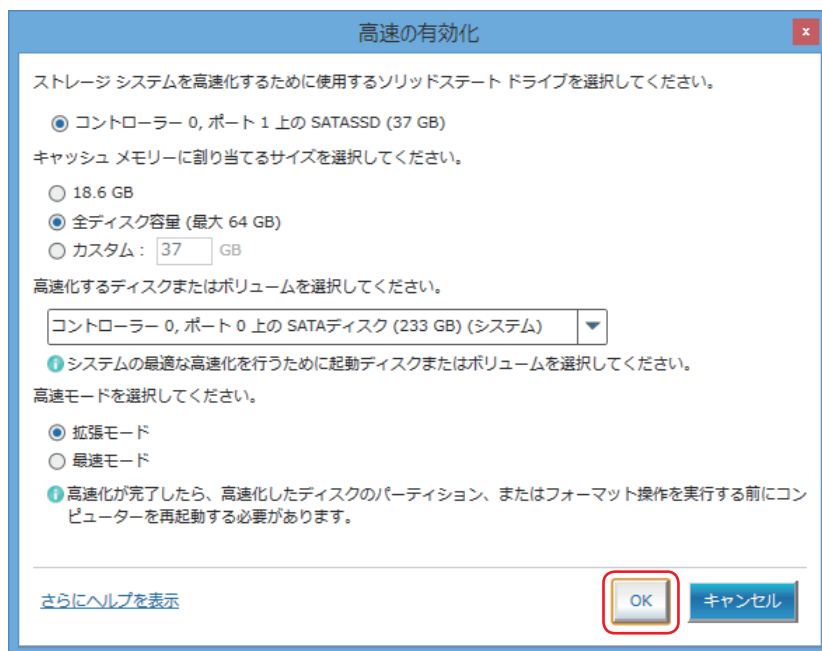 高速の有効化
x
ストレージ システムを高速化するために使用するソリッドステート ドライブを選択してください。
コントローラー 0, ポート 1 上の SATASSD (37 GB)
キャッシュ メモリーに割り当てるサイズを選択してください。
18.6 GB
全ディスク容量 (最大 64 GB)
カスタム : 37 GB
高速化するディスクまたはボリュームを選択してください。
コントローラー 0, ポート 0 上の SATAディスク (233 GB) (システム)
システムの最適な高速化を行うために起動ディスクまたはボリュームを選択してください。
高速モードを選択してください。
拡張モード
最速モード
高速化が完了したら、高速化したディスクのパーティション、またはフォーマット操作を実行する前にコン
ピューターを再起動する必要があります。
さらにヘルプを表示
OK
キャンセル